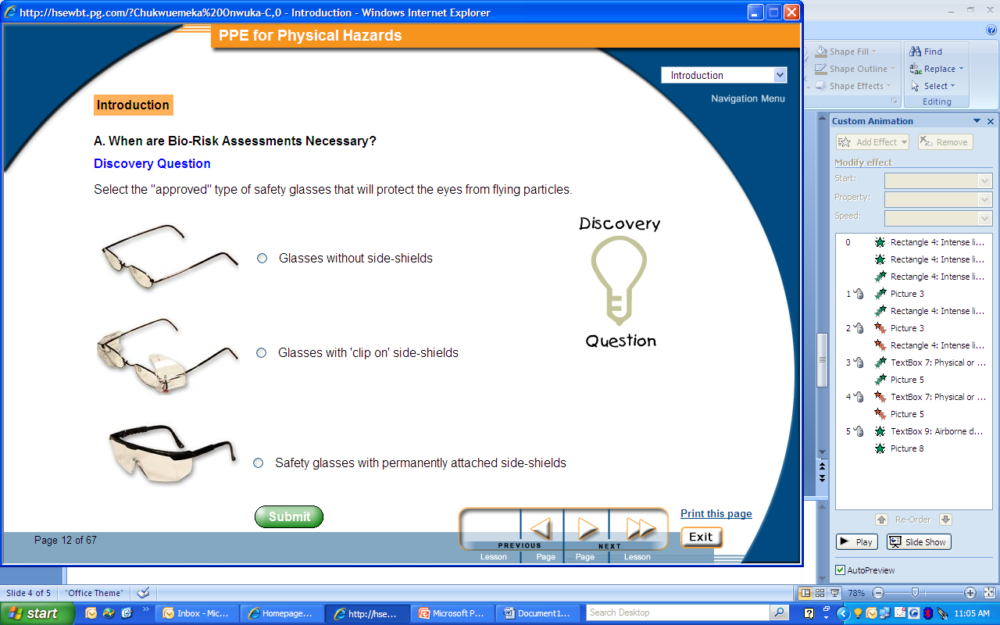 http://hsewbt.pg.com/?Chukwuemeka%20Onwuka-C,0 - Introduction - Windows Internet Explorer
PPE for Physical Hazards
Introduction
Navigation Menu
Introduction
A. When are Bio-Risk Assessments Necessary?
Discovery Question
Select the "approved" type of safety glasses that will protect the eyes from flying particles.
Discovery
Question
Glasses without side-shields
Glasses with 'clip on' side-shields
Safety glasses with permanently attached side-shields
Submit
Page 12 of 67
PREVIOUS
NEXT
Lesson
Page
Page
Lesson
Print this page
Exit
Shape Fill
Shape Outline
Shape Effects
Find
Replace
Select
Editing
Custom Animation
Add Effect
Remove
Modify effect
Start:
Property:
Speed:
0 Rectangle 4: Intense li...
Rectangle 4: Intense li...
Rectangle 4: Intense li...
1 Picture 3
Rectangle 4: Intense li...
2 Picture 3
Rectangle 4: Intense li...
3 TextBox 7: Physical or ...
Picture 5
4 TextBox 7: Physical or ...
Picture 5
5 TextBox 9: Airborne d...
Picture 8
Re-Order
Play
Slide Show
AutoPreview
Slide 4 of 5
"Office Theme"
78%
start
Inbox - Mic...
Homepage...
http://hse...
Microsoft P...
Document1...
Search Desktop
11:05 AM